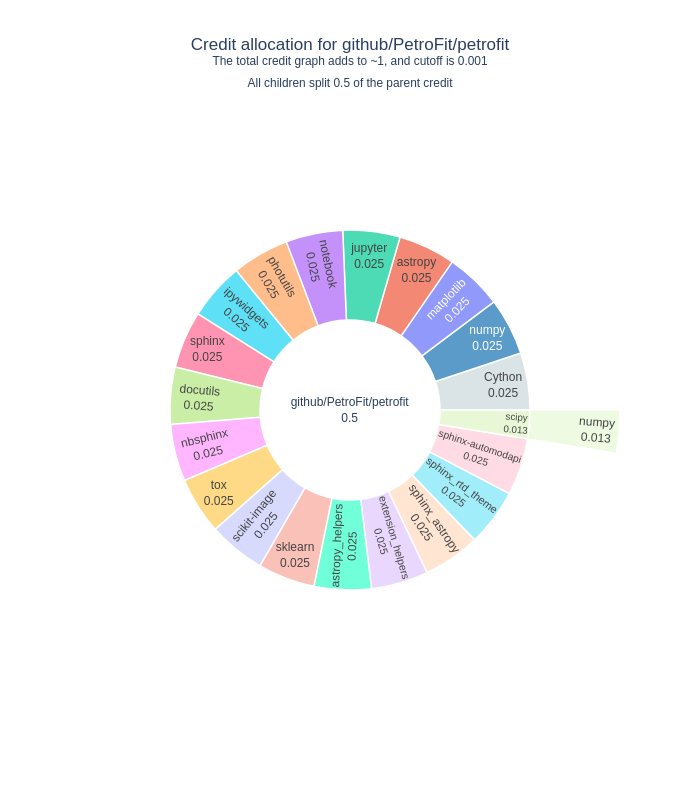 Credit allocation for github/PetroFit/petrofit
The total credit graph adds to ~1, and cutoff is 0.001
All children split 0.5 of the parent credit
github/PetroFit/petrofit
0.5
Cython
0.025
numpy
0.025
matplotlib
0.025
astropy
0.025
jupyter
0.025
notebook
0.025
photutils
0.025
ipywidgets
0.025
sphinx
0.025
docutils
0.025
nbsphinx
0.025
tox
0.025
scikit-image
0.025
sklearn
0.025
astropy_helpers
0.025
extension_helpers
0.025
sphinx_astropy
0.025
sphinx_rtd_theme
0.025
sphinx-automodapi
0.025
scipy
0.013
numpy
0.013